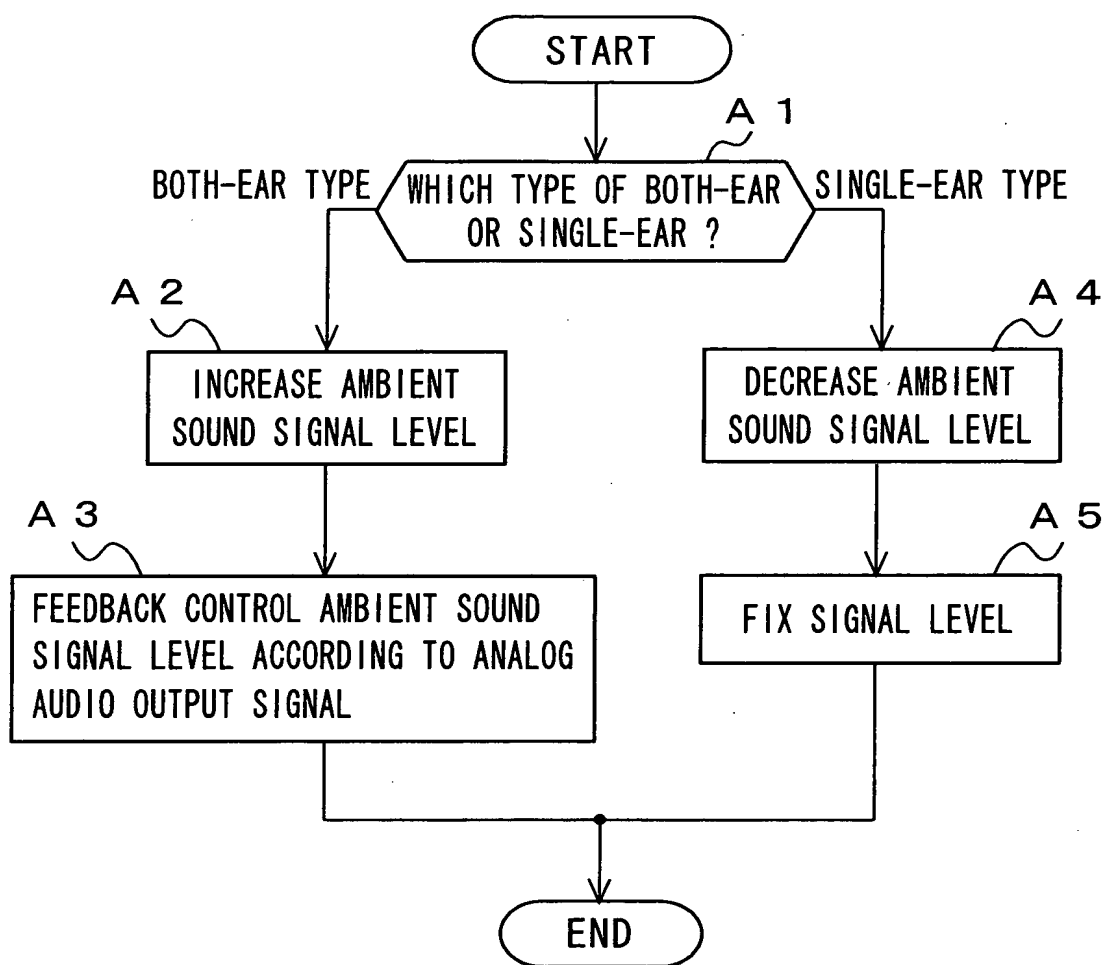 START
A 1
BOTH-EAR TYPE
WHICH TYPE OF BOTH-EAR
OR SINGLE-EAR ?
SINGLE-EAR TYPE
A 2
INCREASE AMBIENT
SOUND SIGNAL LEVEL
A 4
DECREASE AMBIENT
SOUND SIGNAL LEVEL
A 3
FEEDBACK CONTROL AMBIENT SOUND
SIGNAL LEVEL ACCORDING TO ANALOG
AUDIO OUTPUT SIGNAL
A 5
FIX SIGNAL LEVEL
END